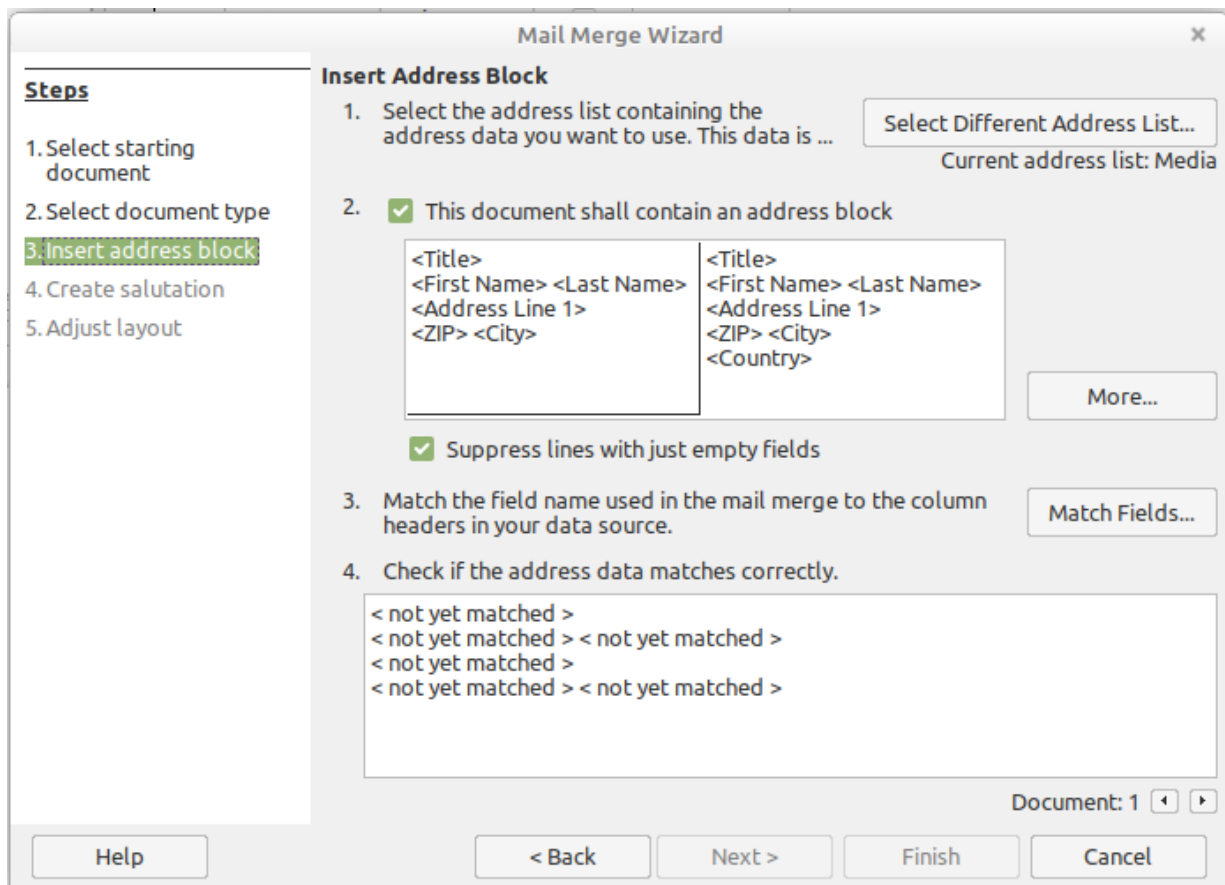 Mail Merge Wizard
Steps
1. Select starting
document
2. Select document type
3. Insert address block
4. Create salutation
5. Adjust layout
Insert Address Block
1. Select the address list containing the
address data you want to use. This data is ...
Select Different Address List...
Current address list: Media
2. This document shall contain an address block
<Title>
<First Name> <Last Name>
<Address Line 1>
<ZIP> <City>
<Title>
<First Name> <Last Name>
<Address Line 1>
<ZIP> <City>
<Country>
More...
Suppress lines with just empty fields
3. Match the field name used in the mail merge to the column
headers in your data source.
Match Fields...
4. Check if the address data matches correctly.
< not yet matched >
< not yet matched > < not yet matched >
< not yet matched >
< not yet matched > < not yet matched >
Document: 1
Help
< Back
Next >
Finish
Cancel